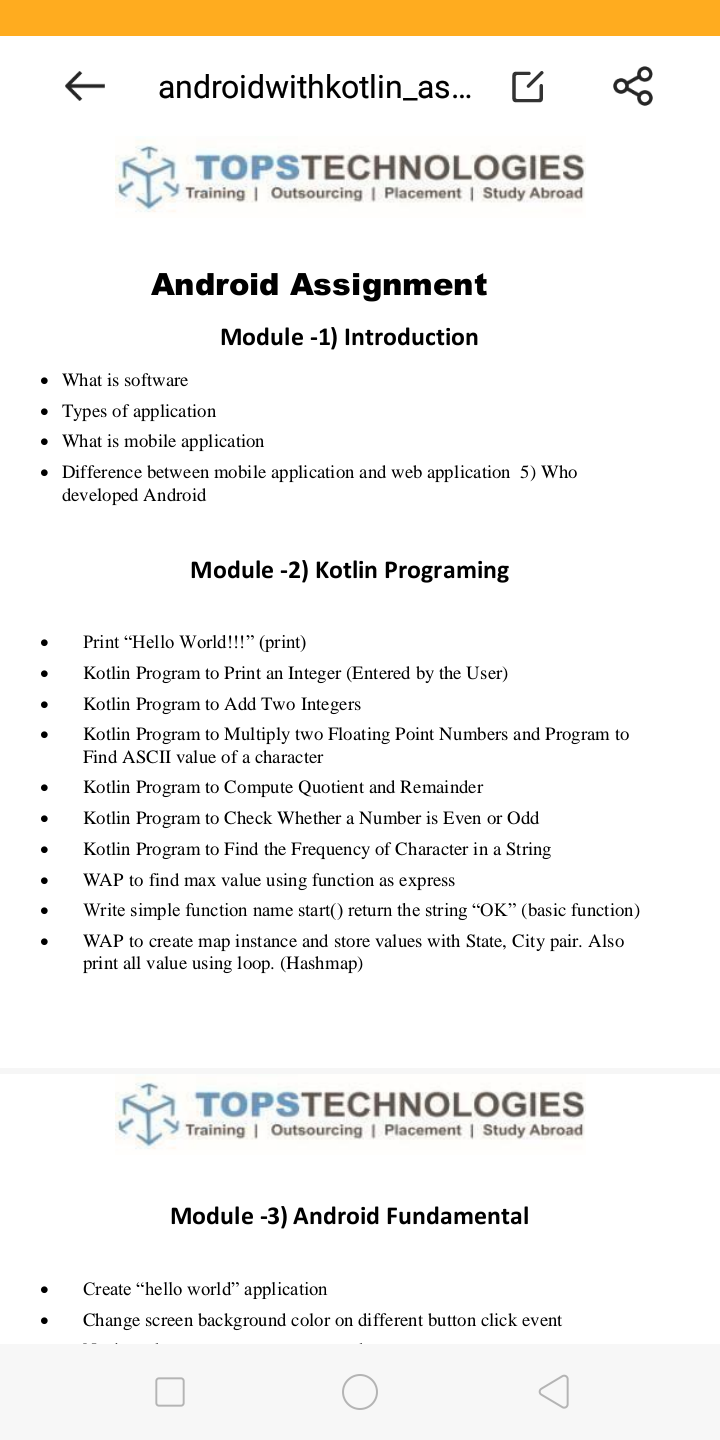 androidwithkotlin_as...
TOPSTECHNOLOGIES
Training | Outsourcing | Placement | Study Abroad
Android Assignment
Module -1) Introduction
• What is software
• Types of application
• What is mobile application
• Difference between mobile application and web application 5) Who
developed Android
Module -2) Kotlin Programing
• Print “Hello World!!!” (print)
• Kotlin Program to Print an Integer (Entered by the User)
• Kotlin Program to Add Two Integers
• Kotlin Program to Multiply two Floating Point Numbers and Program to
Find ASCII value of a character
• Kotlin Program to Compute Quotient and Remainder
• Kotlin Program to Check Whether a Number is Even or Odd
• Kotlin Program to Find the Frequency of Character in a String
• WAP to find max value using function as express
• Write simple function name start() return the string “OK” (basic function)
• WAP to create map instance and store values with State, City pair. Also
print all value using loop. (Hashmap)
TOPSTECHNOLOGIES
Training | Outsourcing | Placement | Study Abroad
Module -3) Android Fundamental
• Create “hello world” application
• Change screen background color on different button click event